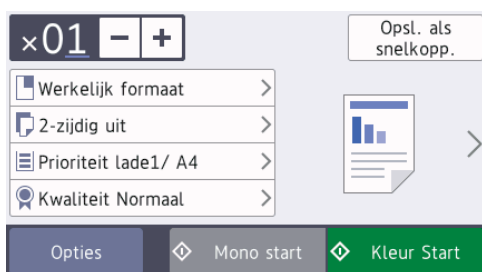 ×01 − +
Opsl. als
snelkopp.
Werkelijk formaat
2-zijdig uit
Prioriteit lade1/ A4
Kwaliteit Normaal
Opties
Mono start
Kleur Start